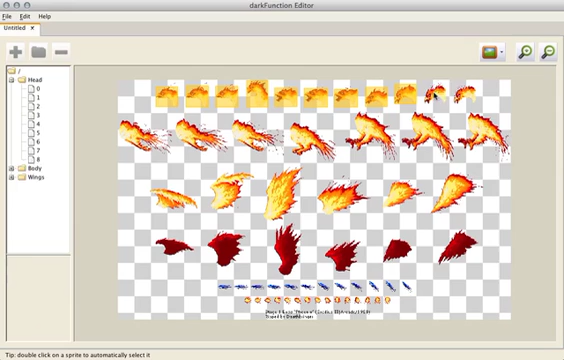 darkFunction Editor
File Edit Help
Untitled ×
/
Head
0
1
2
3
4
5
6
7
8
Body
Wings
Tip: double click on a sprite to automatically select it